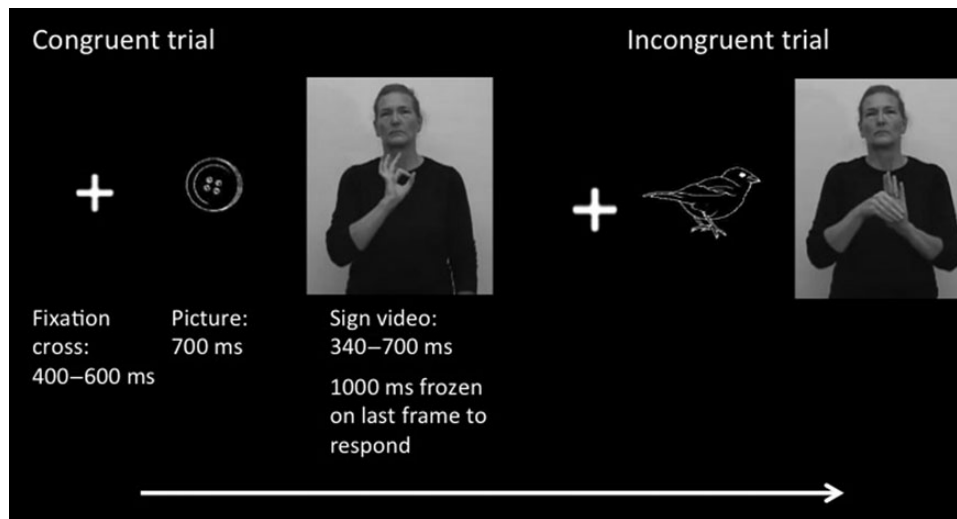 Congruent trial
Incongruent trial
Fixation
cross:
400–600 ms
Picture:
700 ms
Sign video:
340–700 ms
1000 ms frozen
on last frame to
respond